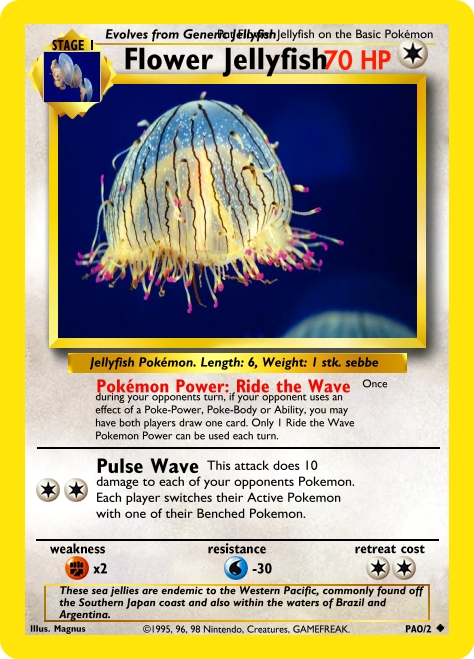 STAGE 1
Evolves from Generic Jellyfish Put Flower Jellyfish on the Basic Pokémon
Flower Jellyfish 70 HP
Jellyfish Pokémon. Length: 6, Weight: 1 stk. sebbe
Pokémon Power: Ride the Wave Once
during your opponents turn, if your opponent uses an
effect of a Poke-Power, Poke-Body or Ability, you may
have both players draw one card. Only 1 Ride the Wave
Pokemon Power can be used each turn.
Pulse Wave This attack does 10
damage to each of your opponents Pokemon.
Each player switches their Active Pokemon
with one of their Benched Pokemon.
weakness resistance retreat cost
x2 -30
These sea jellies are endemic to the Western Pacific, commonly found off
the Southern Japan coast and also within the waters of Brazil and
Argentina.
Illus. Magnus ©1995, 96, 98 Nintendo, Creatures, GAMEFREAK. PAO/2